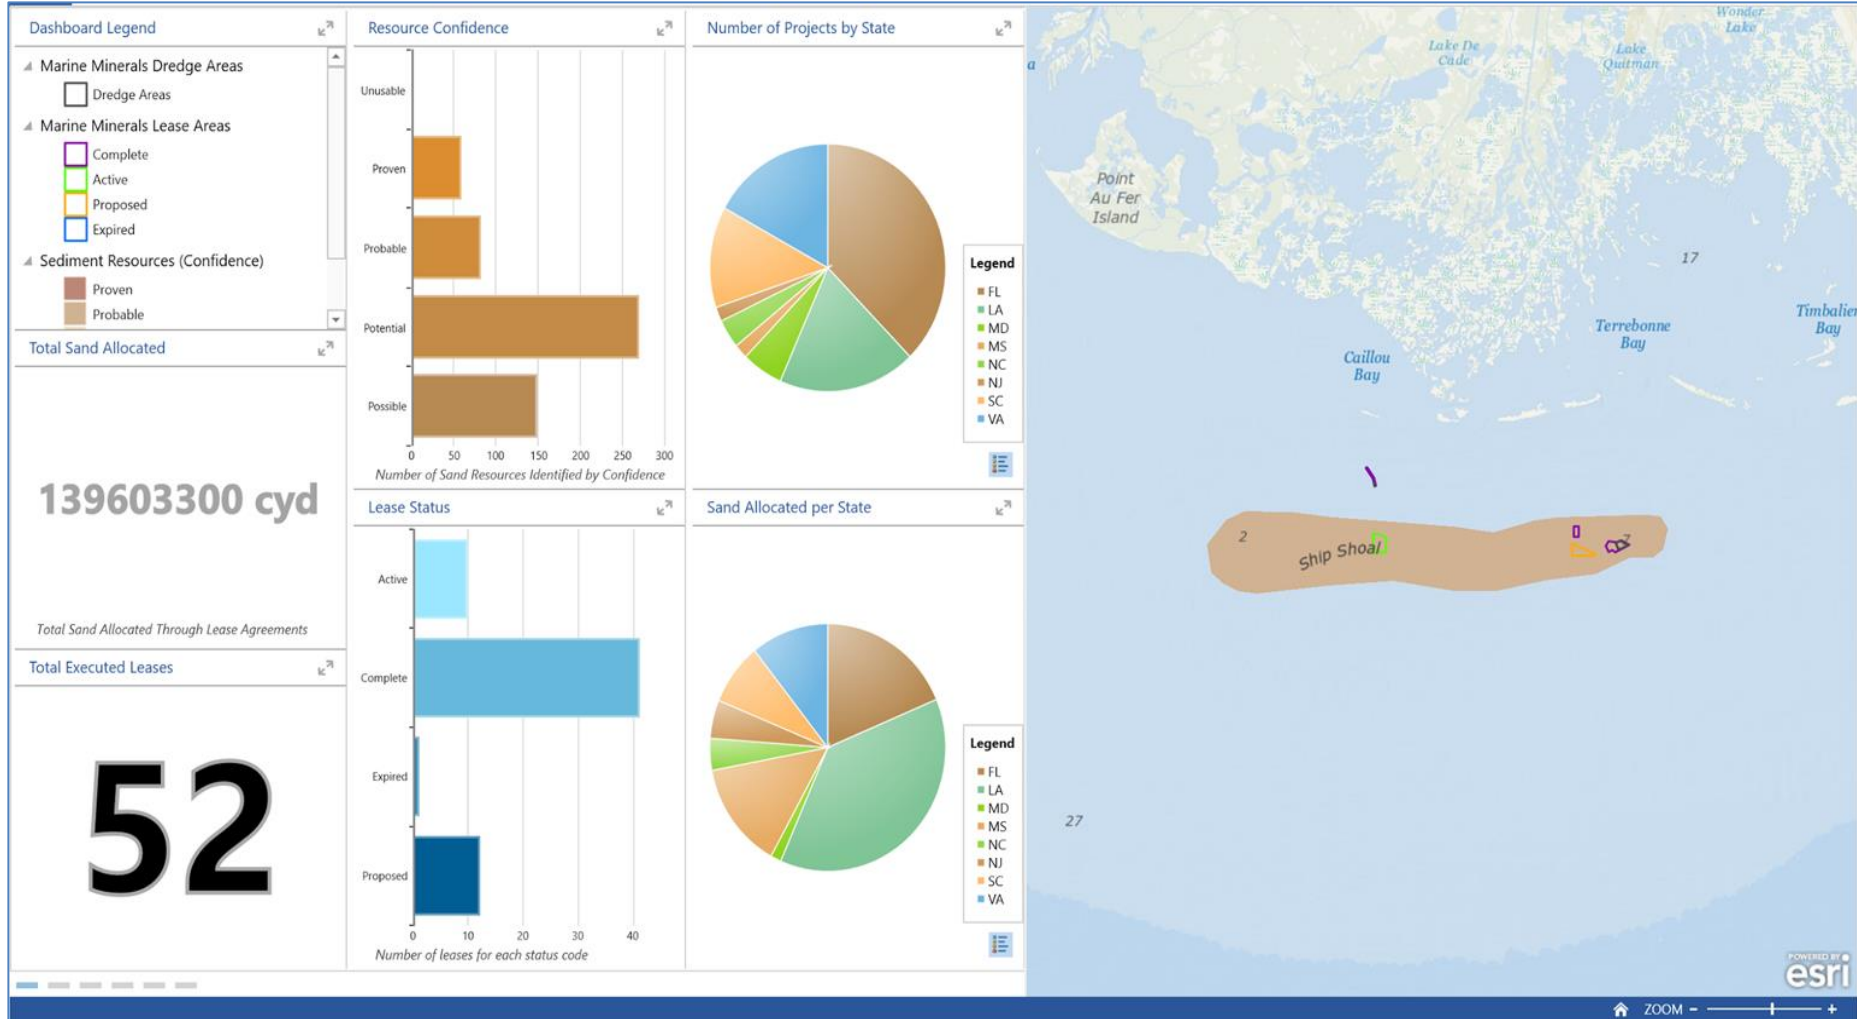 Dashboard Legend
Marine Minerals Dredge Areas
Dredge Areas
Marine Minerals Lease Areas
Complete
Active
Proposed
Expired
Sediment Resources (Confidence)
Proven
Probable
Total Sand Allocated
139603300 cyd
Total Sand Allocated Through Lease Agreements
Total Executed Leases
52
Resource Confidence
Unusable
Proven
Probable
Potential
Possible
0 50 100 150 200 250 300
Number of Sand Resources Identified by Confidence
Lease Status
Active
Complete
Expired
Proposed
0 10 20 30 40
Number of leases for each status code
Number of Projects by State
Legend
FL
LA
MD
MS
NC
NJ
SC
VA
Sand Allocated per State
Legend
FL
LA
MD
MS
NC
NJ
SC
VA
Wonder
Lake
Lake De
Cade
Lake
Quitman
a
Point
Au Fer
Island
17
Terrebonne
Bay
Timbalier
Bay
Caillou
Bay
2
Ship Shoal
7
27
POWERED BY
esri
ZOOM - +